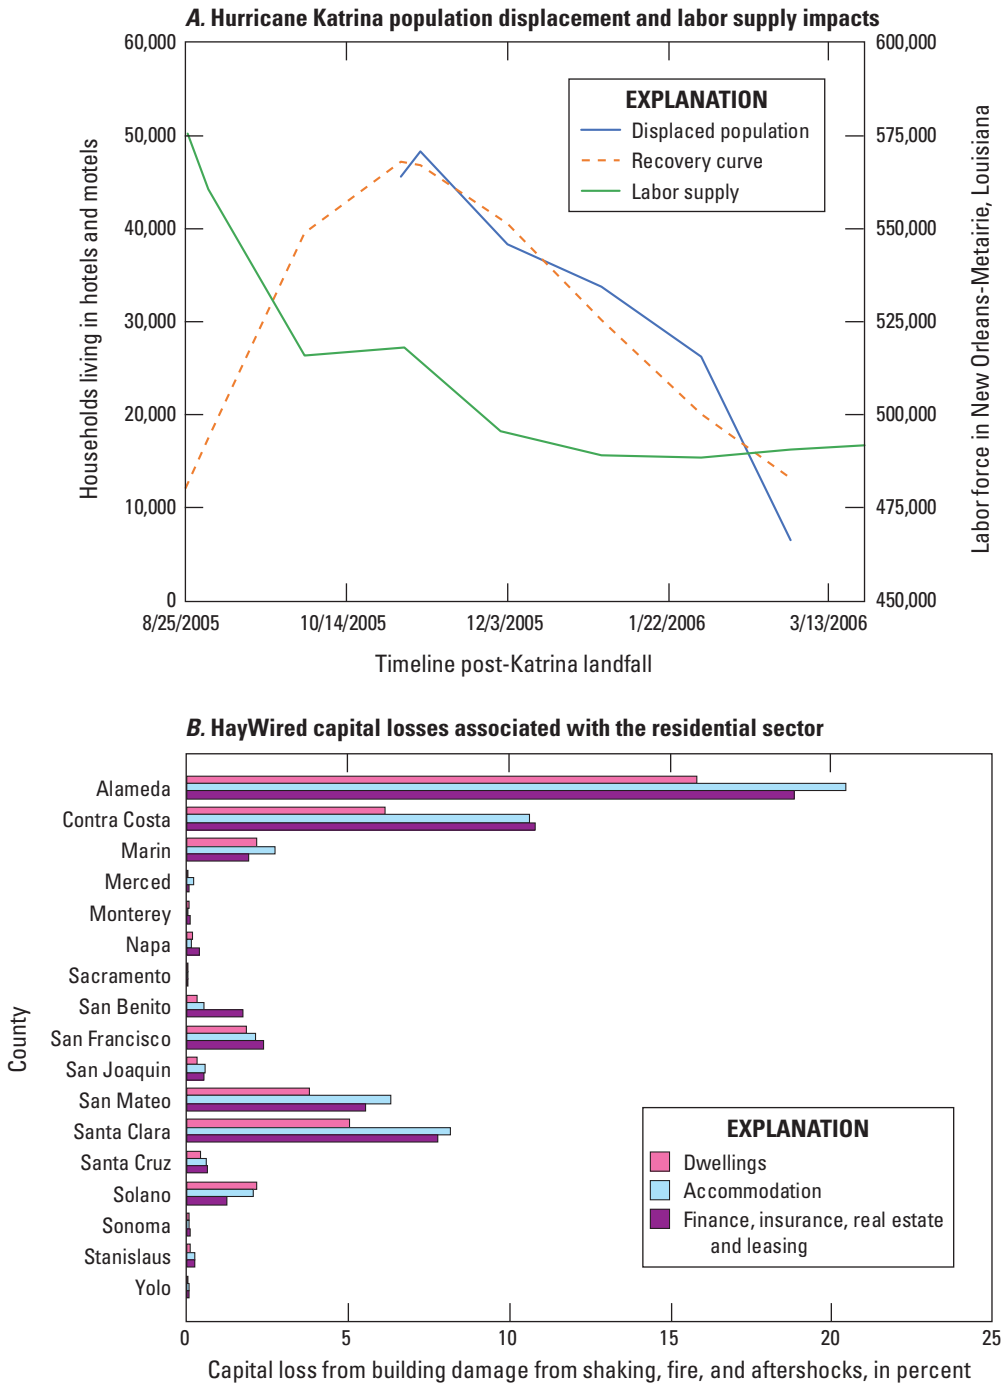 A. Hurricane Katrina population displacement and labor supply impacts
60,000
50,000
40,000
30,000
20,000
10,000
0
Households living in hotels and motels
600,000
575,000
550,000
525,000
500,000
475,000
450,000
Labor force in New Orleans-Metairie, Louisiana
EXPLANATION
Displaced population
Recovery curve
Labor supply
8/25/2005
10/14/2005
12/3/2005
1/22/2006
3/13/2006
Timeline post-Katrina landfall
B. HayWired capital losses associated with the residential sector
County
Alameda
Contra Costa
Marin
Merced
Monterey
Napa
Sacramento
San Benito
San Francisco
San Joaquin
San Mateo
Santa Clara
Santa Cruz
Solano
Sonoma
Stanislaus
Yolo
EXPLANATION
Dwellings
Accommodation
Finance, insurance, real estate
and leasing
0
5
10
15
20
25
Capital loss from building damage from shaking, fire, and aftershocks, in percent